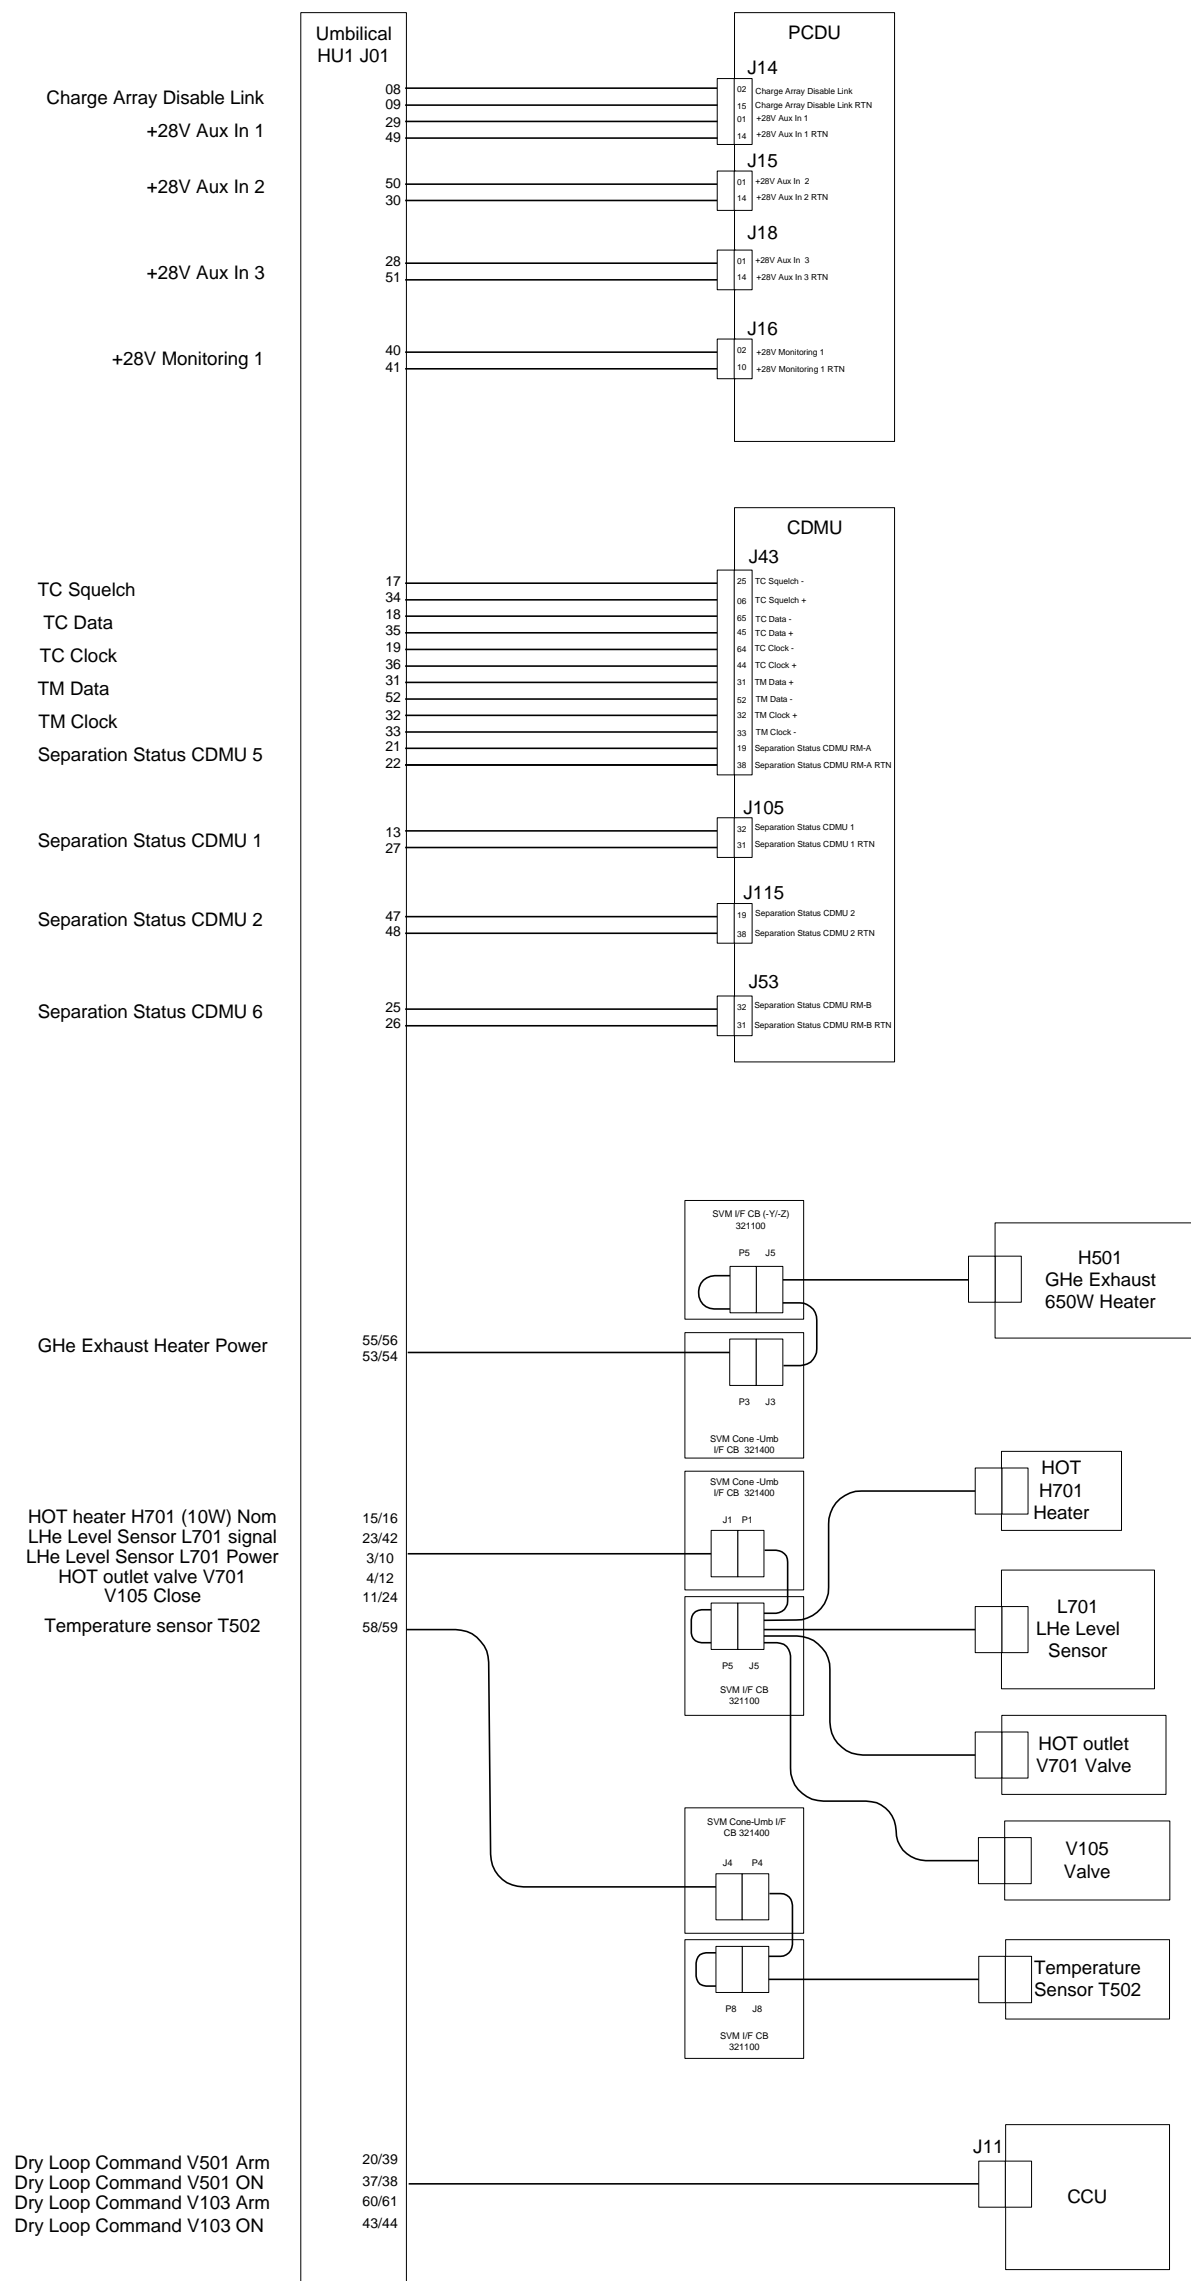 Umbilical
HU1 J01
PCDU
J14
Charge Array Disable Link
08
02 Charge Array Disable Link
09
15 Charge Array Disable Link RTN
+28V Aux In 1
29
01 +28V Aux In 1
49
14 +28V Aux In 1 RTN
J15
+28V Aux In 2
50
01 +28V Aux In 2
30
14 +28V Aux In 2 RTN
J18
+28V Aux In 3
28
01 +28V Aux In 3
51
14 +28V Aux In 3 RTN
J16
+28V Monitoring 1
40
02 +28V Monitoring 1
41
10 +28V Monitoring 1 RTN
CDMU
J43
TC Squelch
17
25 TC Squelch -
34
06 TC Squelch +
TC Data
18
65 TC Data -
35
45 TC Data +
TC Clock
19
64 TC Clock -
36
44 TC Clock +
TM Data
31
31 TM Data +
52
52 TM Data -
TM Clock
32
32 TM Clock +
33
33 TM Clock -
Separation Status CDMU 5
21
19 Separation Status CDMU RM-A
22
38 Separation Status CDMU RM-A RTN
J105
Separation Status CDMU 1
13
32 Separation Status CDMU 1
27
31 Separation Status CDMU 1 RTN
J115
Separation Status CDMU 2
47
19 Separation Status CDMU 2
48
38 Separation Status CDMU 2 RTN
J53
Separation Status CDMU 6
25
32 Separation Status CDMU RM-B
26
31 Separation Status CDMU RM-B RTN
SVM I/F CB (-Y/-Z)
321100
P5 J5
H501
GHe Exhaust
650W Heater
GHe Exhaust Heater Power
55/56
53/54
P3 J3
SVM Cone -Umb
I/F CB 321400
SVM Cone -Umb
I/F CB 321400
J1 P1
HOT
H701
Heater
HOT heater H701 (10W) Nom
15/16
LHe Level Sensor L701 signal
23/42
LHe Level Sensor L701 Power
3/10
HOT outlet valve V701
4/12
V105 Close
11/24
Temperature sensor T502
58/59
L701
LHe Level
Sensor
P5 J5
SVM I/F CB
321100
HOT outlet
V701 Valve
SVM Cone-Umb I/F
CB 321400
J4 P4
V105
Valve
Temperature
Sensor T502
P8 J8
SVM I/F CB
321100
J11
CCU
Dry Loop Command V501 Arm
20/39
Dry Loop Command V501 ON
37/38
Dry Loop Command V103 Arm
60/61
Dry Loop Command V103 ON
43/44